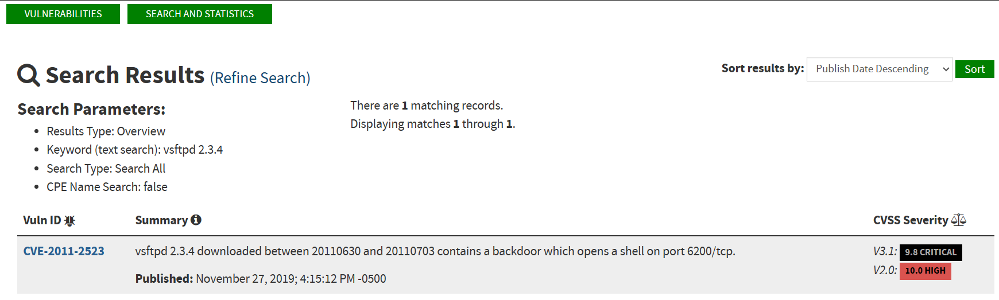 VULNERABILITIES
SEARCH AND STATISTICS
Search Results (Refine Search)
Sort results by: Publish Date Descending Sort
Search Parameters:
• Results Type: Overview
• Keyword (text search): vsftpd 2.3.4
• Search Type: Search All
• CPE Name Search: false
There are 1 matching records.
Displaying matches 1 through 1.
Vuln ID Summary CVSS Severity
CVE-2011-2523 vsftpd 2.3.4 downloaded between 20110630 and 20110703 contains a backdoor which opens a shell on port 6200/tcp.
Published: November 27, 2019; 4:15:12 PM -0500
V3.1: 9.8 CRITICAL
V2.0: 10.0 HIGH